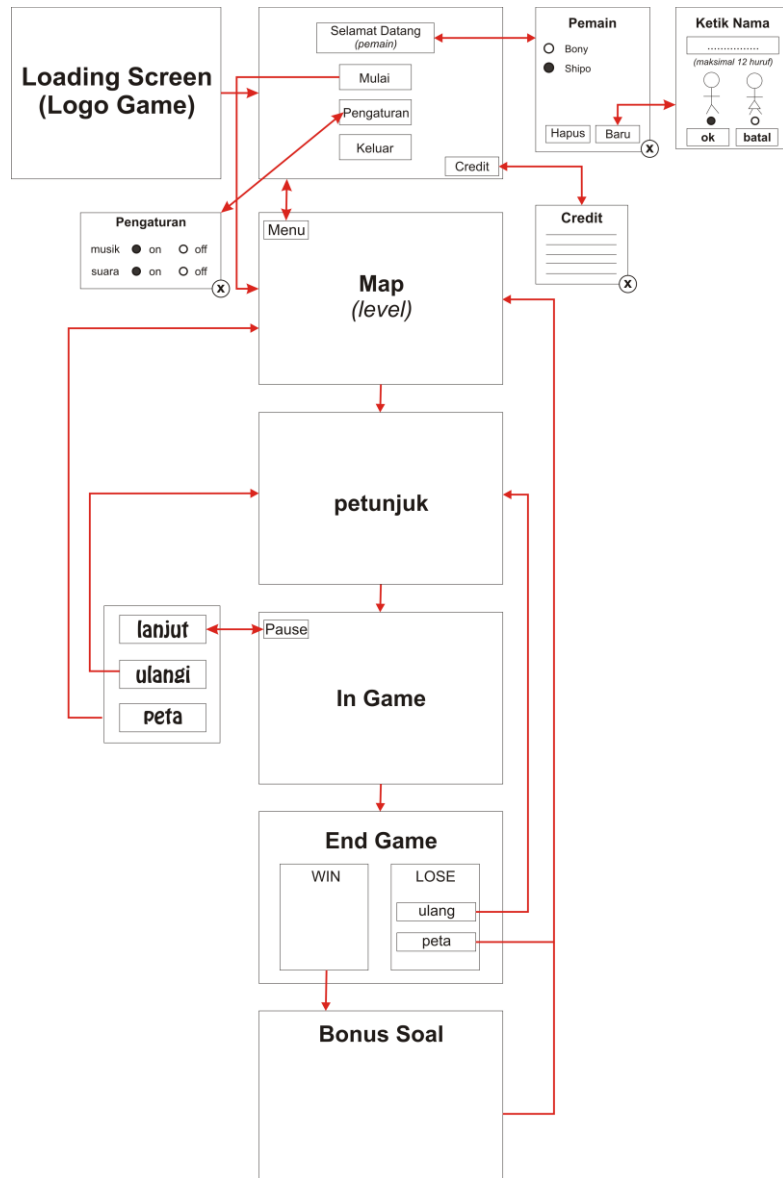 Loading Screen
(Logo Game)
Selamat Datang
(pemain)
Mulai
Pengaturan
Keluar
Credit
Pemain
Bony
Shipo
Hapus
Baru
X
Ketik Nama
................
(maksimal 12 huruf)
ok
batal
Pengaturan
musik on off
suara on off
X
Credit
X
Menu
Map
(level)
petunjuk
lanjut
ulangi
peta
Pause
In Game
End Game
WIN
LOSE
ulang
peta
Bonus Soal